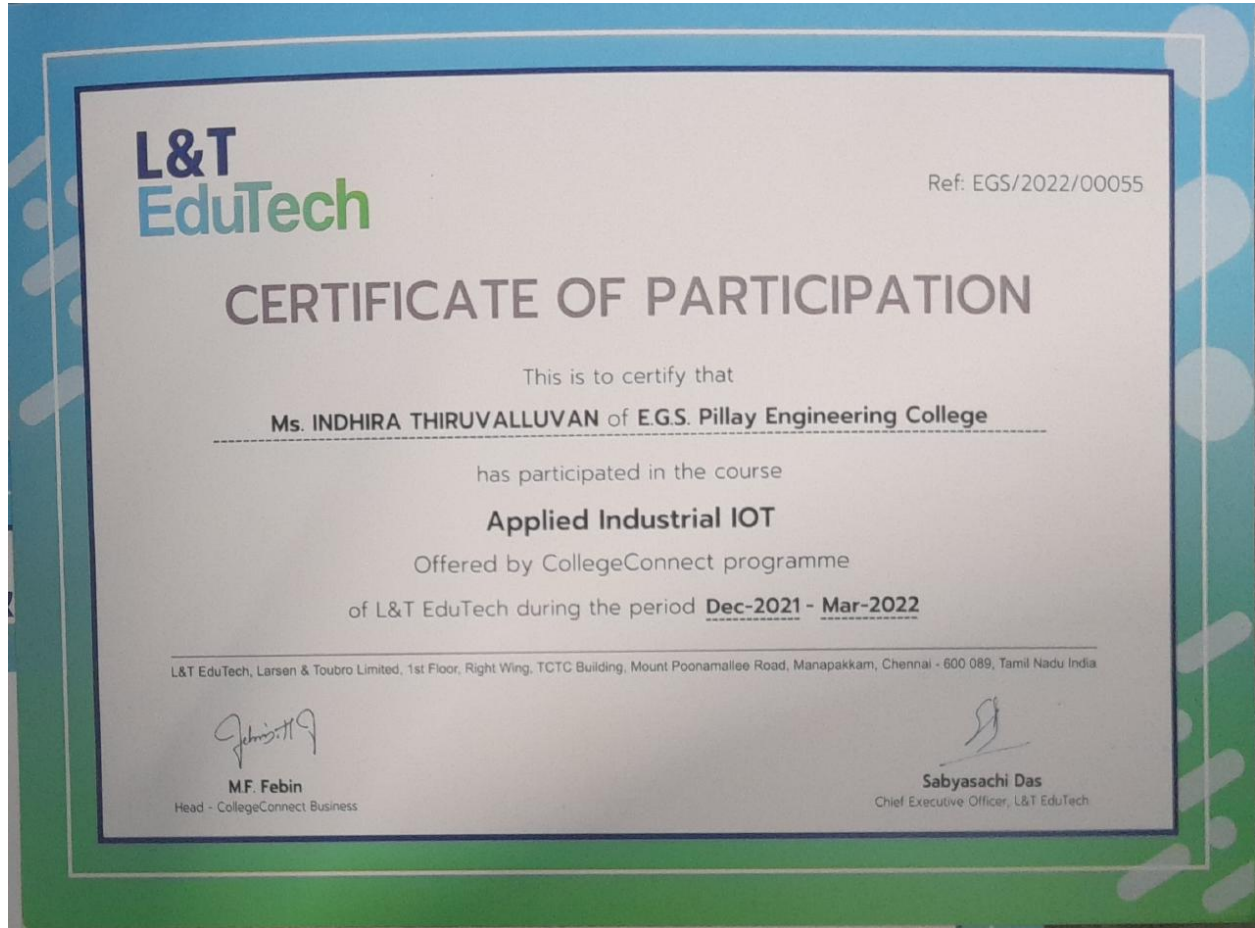 L&T
EduTech
Ref: EGS/2022/00055
CERTIFICATE OF PARTICIPATION
This is to certify that
Ms. INDHIRA THIRUVALLUVAN of E.G.S. Pillay Engineering College
has participated in the course
Applied Industrial IOT
Offered by CollegeConnect programme
of L&T EduTech during the period Dec-2021 - Mar-2022
L&T EduTech, Larsen & Toubro Limited, 1st Floor, Right Wing, TCTC Building, Mount Poonamallee Road, Manapakkam, Chennai - 600 089, Tamil Nadu India
M.F. Febin
Head - CollegeConnect Business
Sabyasachi Das
Chief Executive Officer, L&T EduTech